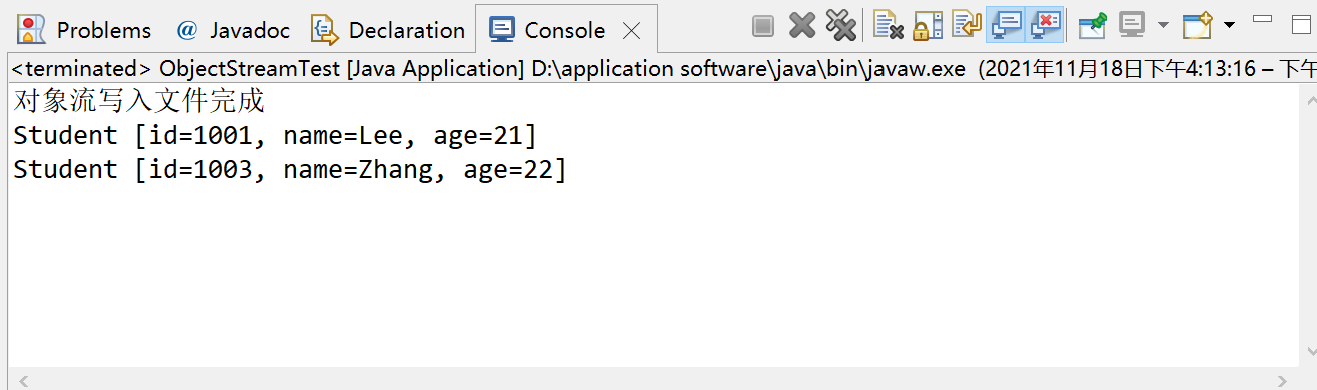 Problems @ Javadoc Declaration Console
<terminated> ObjectStreamTest [Java Application] D:\application software\java\bin\javaw.exe (2021年11月18日下午4:13:16 – 下午
对象流写入文件完成
Student [id=1001, name=Lee, age=21]
Student [id=1003, name=Zhang, age=22]